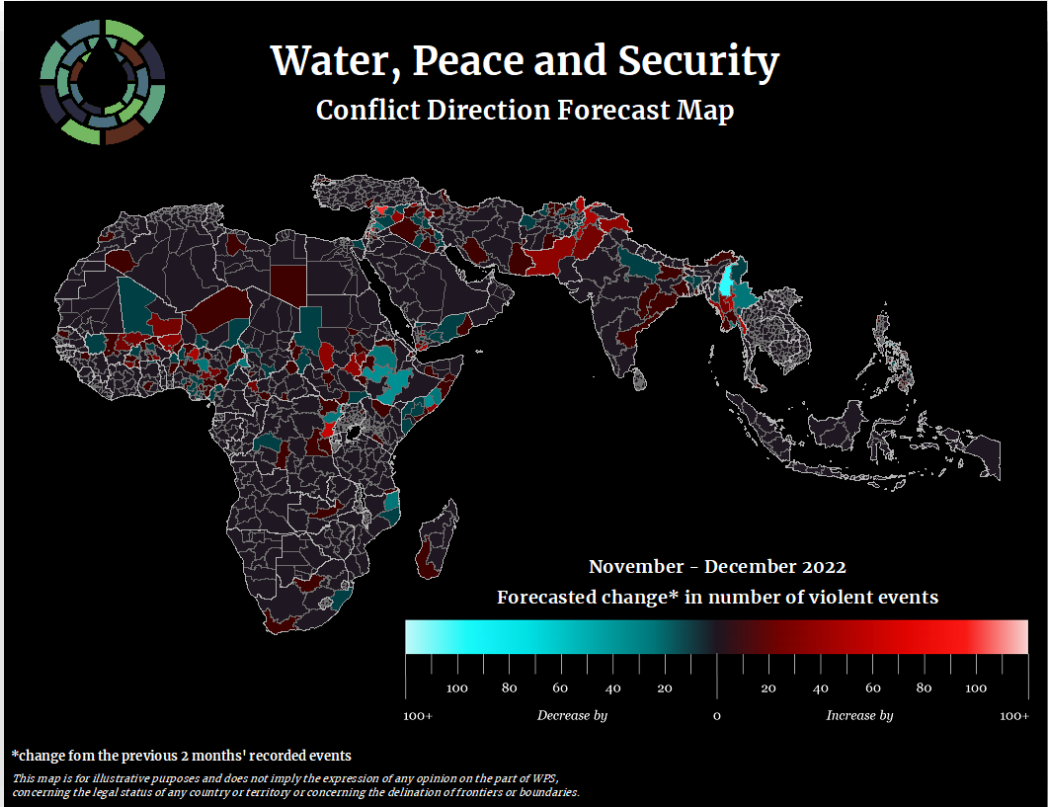 Water, Peace and Security
Conflict Direction Forecast Map
November - December 2022
Forecasted change* in number of violent events
100 80 60 40 20 20 40 60 80 100
100+ Decrease by 0 Increase by 100+
*change fom the previous 2 months' recorded events
This map is for illustrative purposes and does not imply the expression of any opinion on the part of WPS,
concerning the legal status of any country or territory or concerning the delination of frontiers or boundaries.